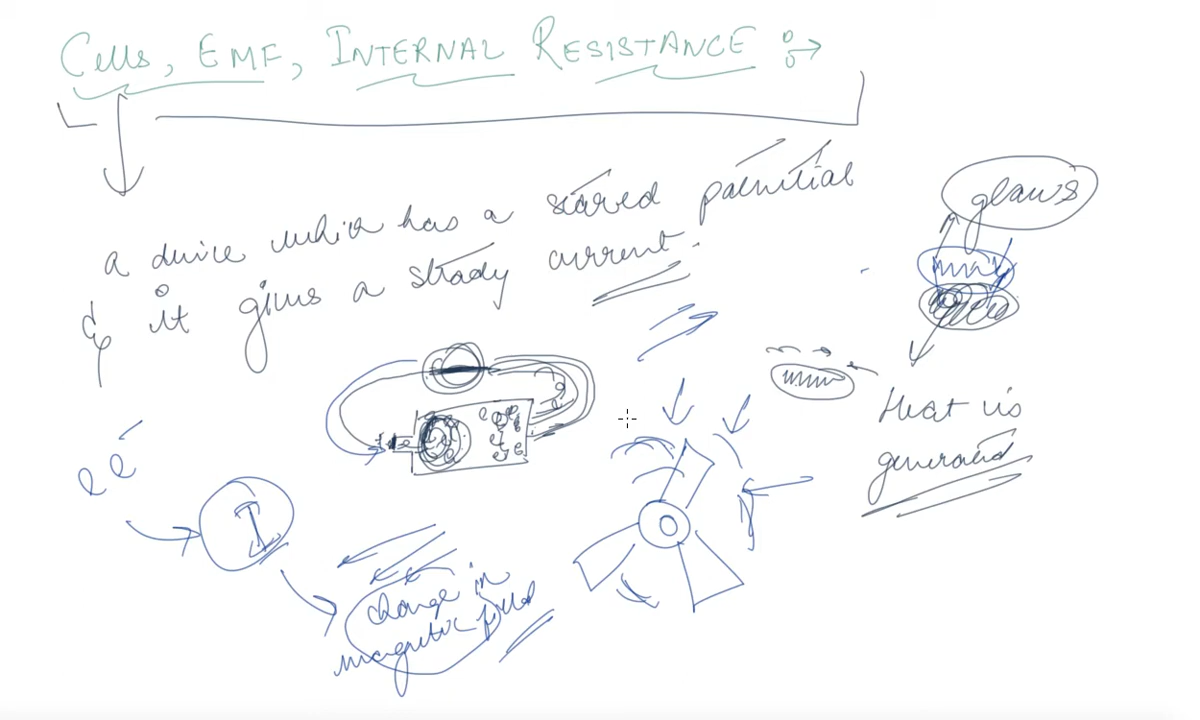 Cells, EMF, INTERNAL RESISTANCE :→
a device which has a stored potential
& it gives a steady current.
glows
Heat is
generated
e e
I
change in
magnetic field